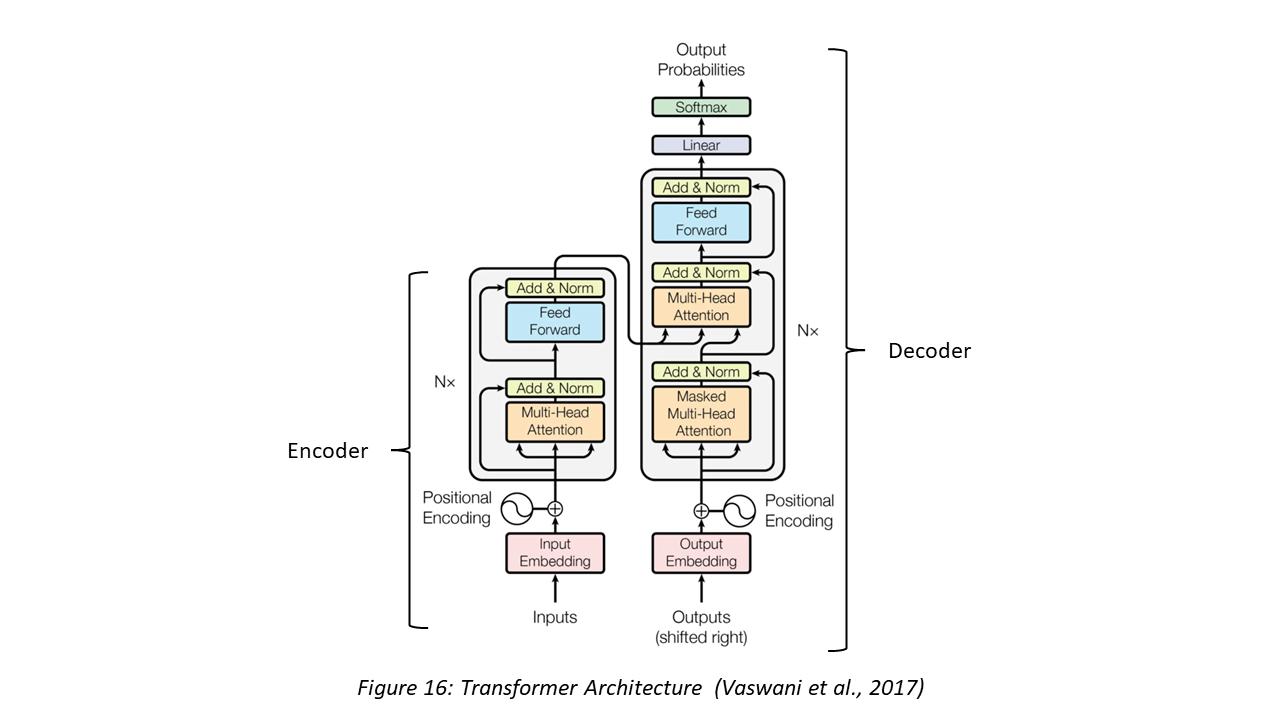 Output
Probabilities
Softmax
Linear
Add & Norm
Feed
Forward
Add & Norm
Multi-Head
Attention
Nx
Add & Norm
Masked
Multi-Head
Attention
Positional
Encoding
Output
Embedding
Outputs
(shifted right)
Decoder
Add & Norm
Feed
Forward
Nx
Add & Norm
Multi-Head
Attention
Encoder
Positional
Encoding
Input
Embedding
Inputs
Figure 16: Transformer Architecture (Vaswani et al., 2017)